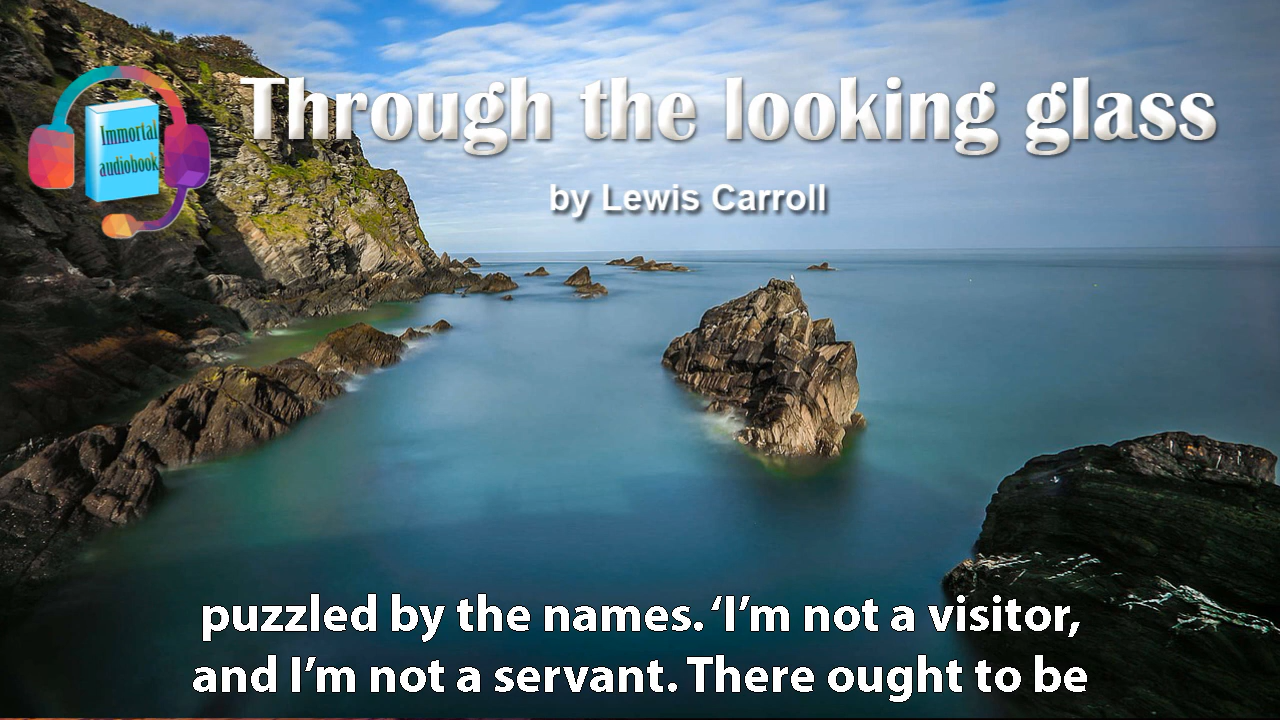 Through the looking glass
Immortal
audiobook
by Lewis Carroll
puzzled by the names. ‘I’m not a visitor,
and I’m not a servant. There ought to be